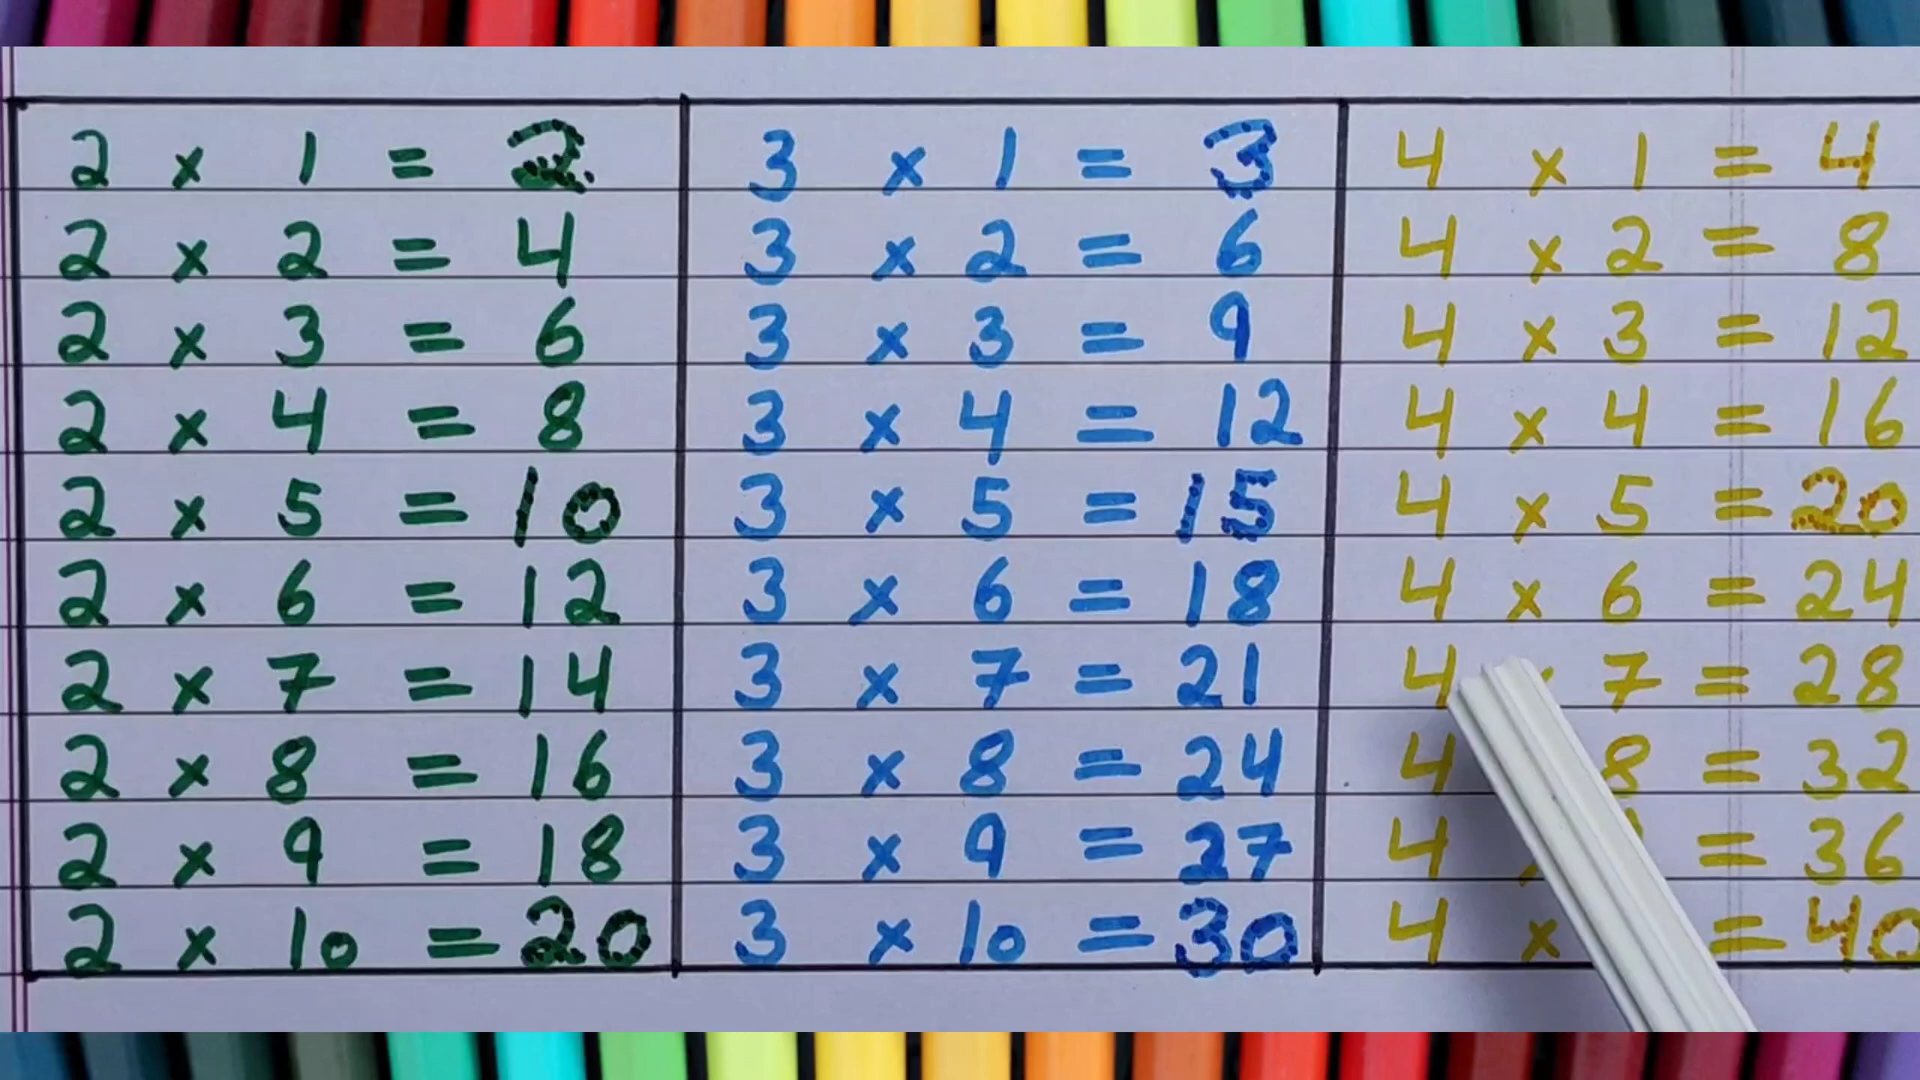 2 x 1 = 2
2 x 2 = 4
2 x 3 = 6
2 x 4 = 8
2 x 5 = 10
2 x 6 = 12
2 x 7 = 14
2 x 8 = 16
2 x 9 = 18
2 x 10 = 20
3 x 1 = 3
3 x 2 = 6
3 x 3 = 9
3 x 4 = 12
3 x 5 = 15
3 x 6 = 18
3 x 7 = 21
3 x 8 = 24
3 x 9 = 27
3 x 10 = 30
4 x 1 = 4
4 x 2 = 8
4 x 3 = 12
4 x 4 = 16
4 x 5 = 20
4 x 6 = 24
4 x 7 = 28
4 8 = 32
4 x = 36
4 x = 40